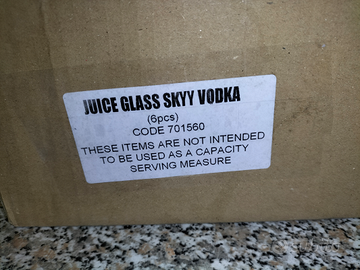 JUICE GLASS SKYY VODKA
(6pcs)
CODE 701560
THESE ITEMS ARE NOT INTENDED
TO BE USED AS A CAPACITY
SERVING MEASURE